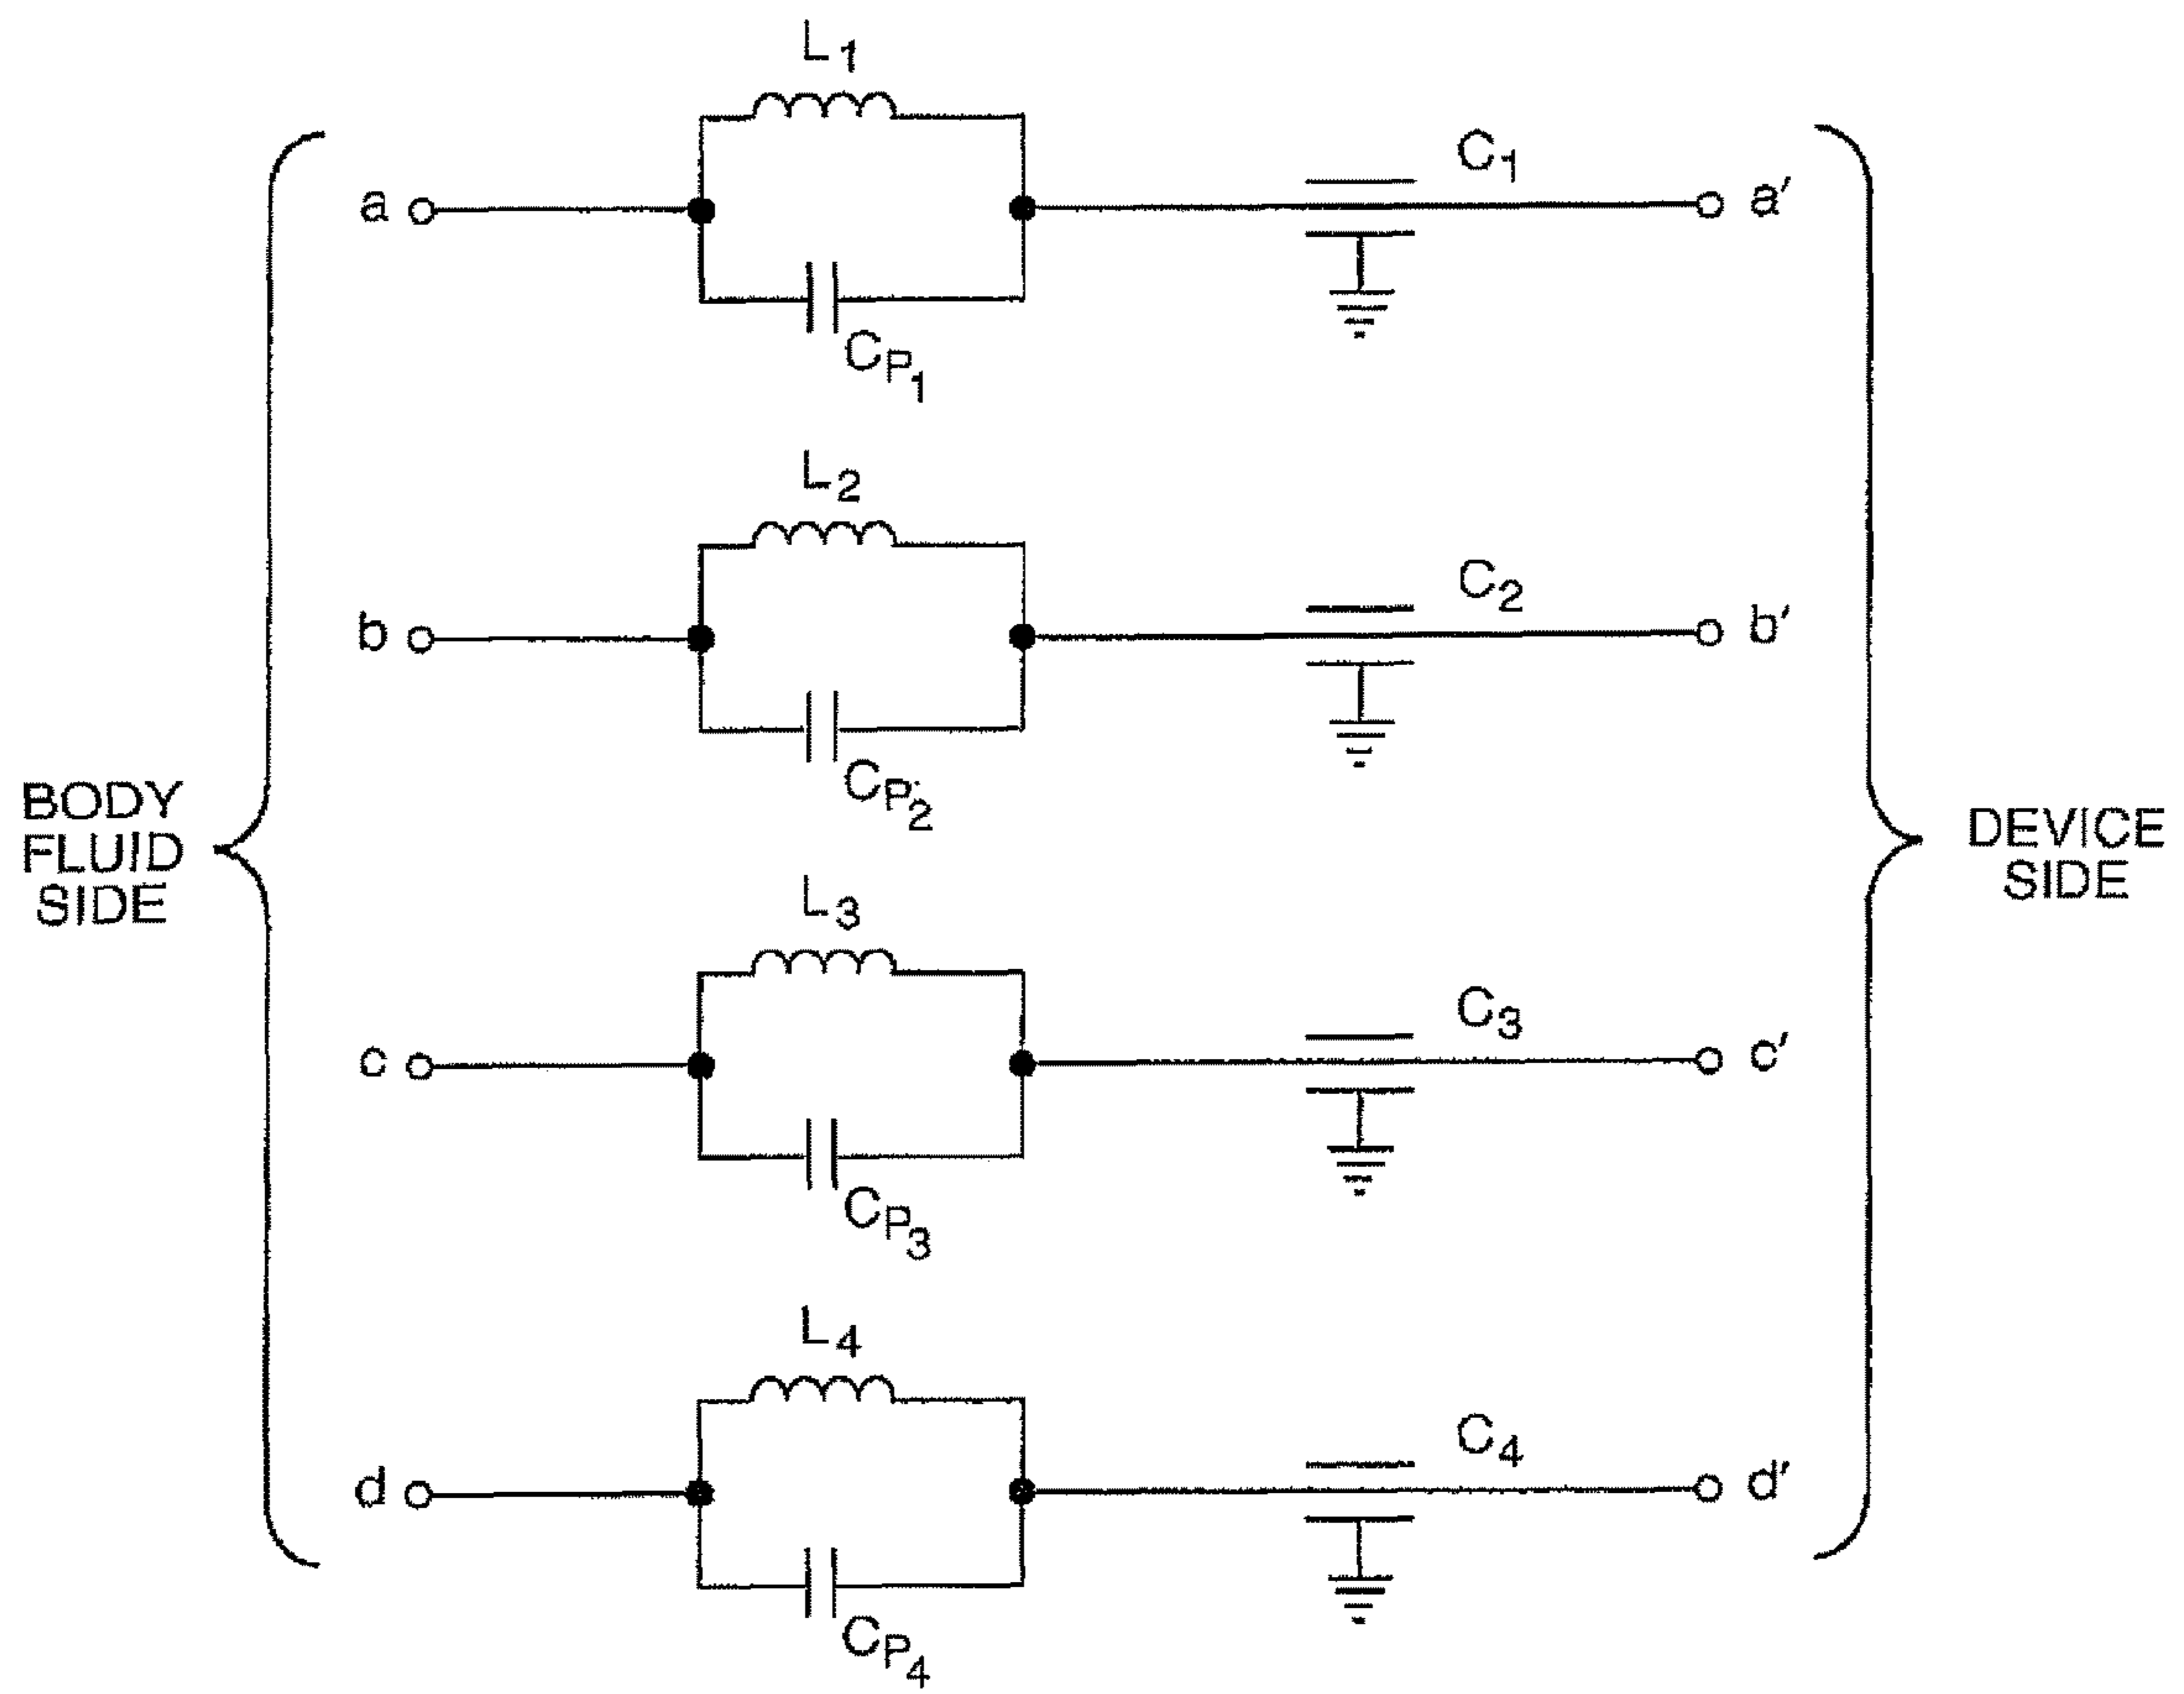 L1
C1
a
a′
CP1
L2
C2
b
b′
CP2
BODY
FLUID
SIDE
DEVICE
SIDE
L3
C3
c
c′
CP3
L4
C4
d
d′
CP4